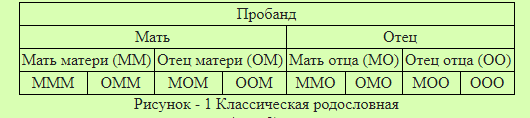 Пробанд
Мать Отец
Мать матери (ММ) Отец матери (ОМ) Мать отца (МО) Отец отца (ОО)
МММ ОММ МОМ ООМ ММО ОМО МОО ООО
Рисунок - 1 Классическая родословная